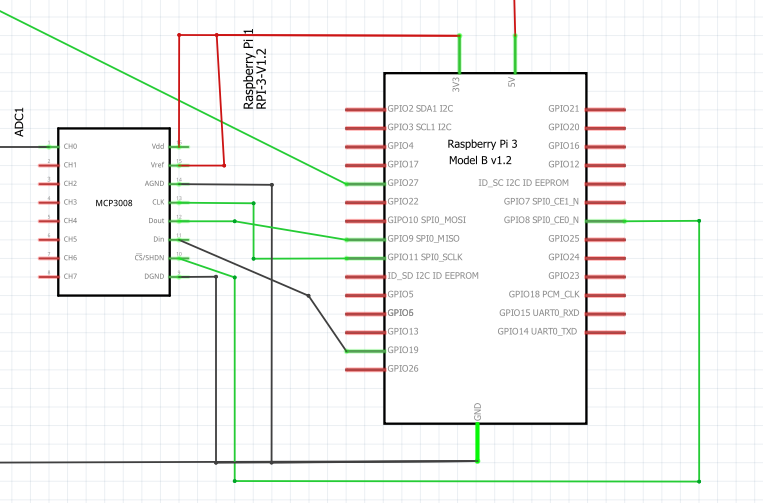 Raspberry Pi 1
RPI-3-V1.2
ADC1
3V3
5V
MCP3008
CH0
CH1
CH2
CH3
CH4
CH5
CH6
CH7
Vdd
Vref
AGND
CLK
Dout
Din
CS/SHDN
DGND
Raspberry Pi 3
Model B v1.2
GPIO2 SDA1 I2C
GPIO3 SCL1 I2C
GPIO4
GPIO17
GPIO27
GPIO22
GIPO10 SPI0_MOSI
GPIO9 SPI0_MISO
GPIO11 SPI0_SCLK
ID_SD I2C ID EEPROM
GPIO5
GPIO6
GPIO13
GPIO19
GPIO26
GPIO21
GPIO20
GPIO16
GPIO12
ID_SC I2C ID EEPROM
GPIO7 SPI0_CE1_N
GPIO8 SPI0_CE0_N
GPIO25
GPIO24
GPIO23
GPIO18 PCM_CLK
GPIO15 UART0_RXD
GPIO14 UART0_TXD
GND